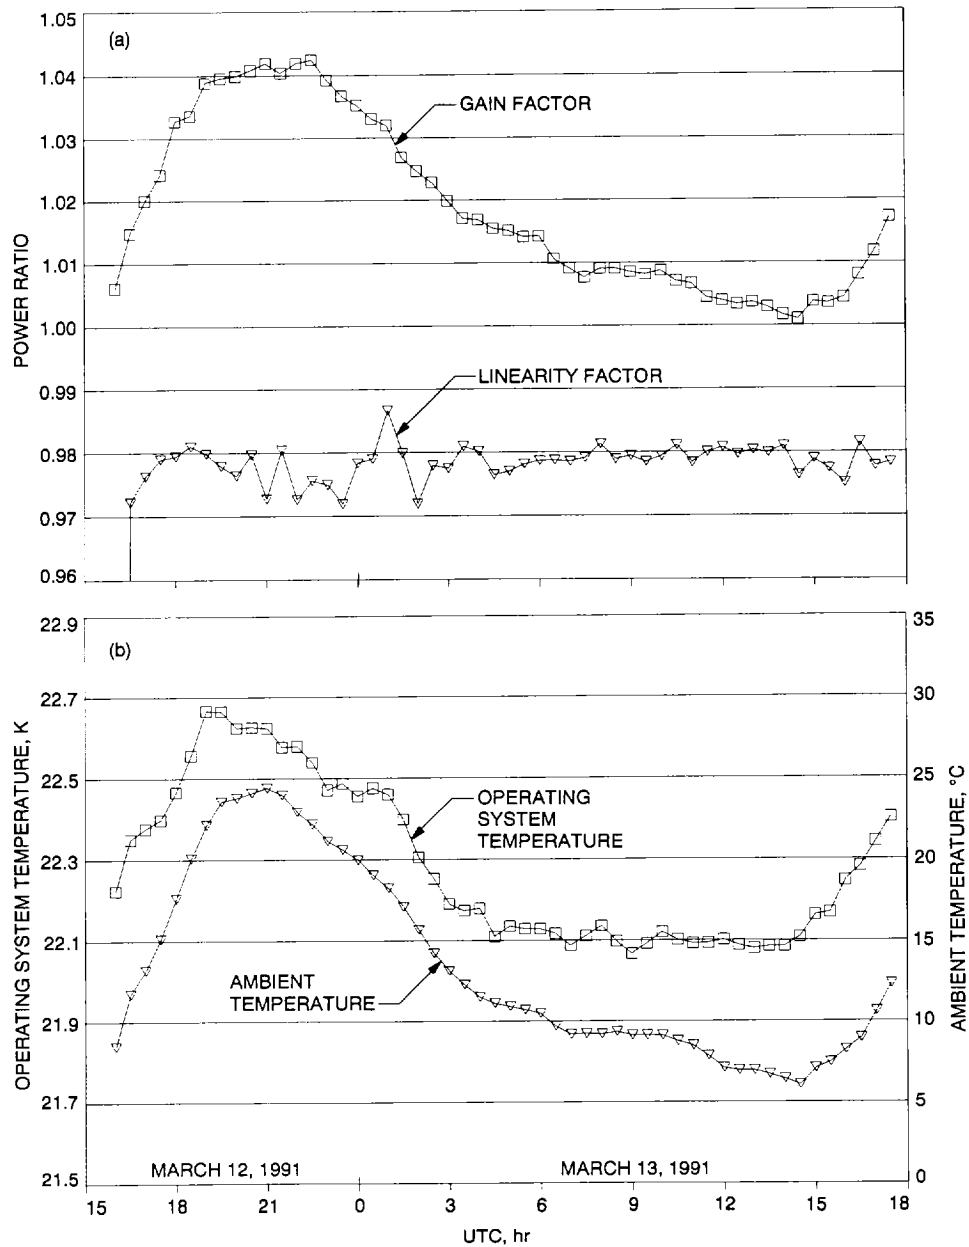 (a)
1.05
1.04
1.03
1.02
1.01
1.00
0.99
0.98
0.97
0.96
POWER RATIO
GAIN FACTOR
LINEARITY FACTOR
(b)
22.9
22.7
22.5
22.3
22.1
21.9
21.7
21.5
OPERATING SYSTEM TEMPERATURE, K
OPERATING
SYSTEM
TEMPERATURE
AMBIENT
TEMPERATURE
35
30
25
20
15
10
5
0
AMBIENT TEMPERATURE, °C
MARCH 12, 1991
MARCH 13, 1991
15 18 21 0 3 6 9 12 15 18
UTC, hr